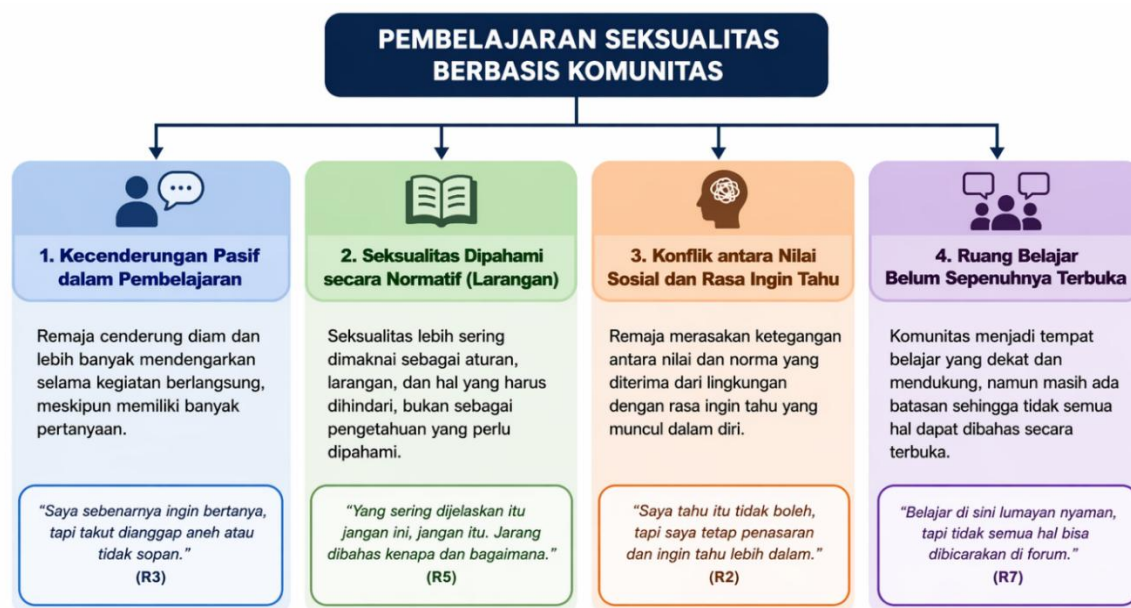 PEMBELAJARAN SEKSUALITAS
BERBASIS KOMUNITAS
1. Kecenderungan Pasif
dalam Pembelajaran
Remaja cenderung diam dan
lebih banyak mendengarkan
selama kegiatan berlangsung,
meskipun memiliki banyak
pertanyaan.
“Saya sebenarnya ingin bertanya,
tapi takut dianggap aneh atau
tidak sopan.”
(R3)
2. Seksualitas Dipahami
secara Normatif (Larangan)
Seksualitas lebih sering
dimaknai sebagai aturan,
larangan, dan hal yang harus
dihindari, bukan sebagai
pengetahuan yang perlu
dipahami.
“Yang sering dijelaskan itu
jangan ini, jangan itu. Jarang
dibahas kenapa dan bagaimana.”
(R5)
3. Konflik antara Nilai
Sosial dan Rasa Ingin Tahu
Remaja merasakan ketegangan
antara nilai dan norma yang
diterima dari lingkungan
dengan rasa ingin tahu yang
muncul dalam diri.
“Saya tahu itu tidak boleh,
tapi saya tetap penasaran
dan ingin tahu lebih dalam.”
(R2)
4. Ruang Belajar
Belum Sepenuhnya Terbuka
Komunitas menjadi tempat
belajar yang dekat dan
mendukung, namun masih ada
batasan sehingga tidak semua
hal dapat dibahas secara
terbuka.
“Belajar di sini lumayan nyaman,
tapi tidak semua hal bisa
dibicarakan di forum.”
(R7)